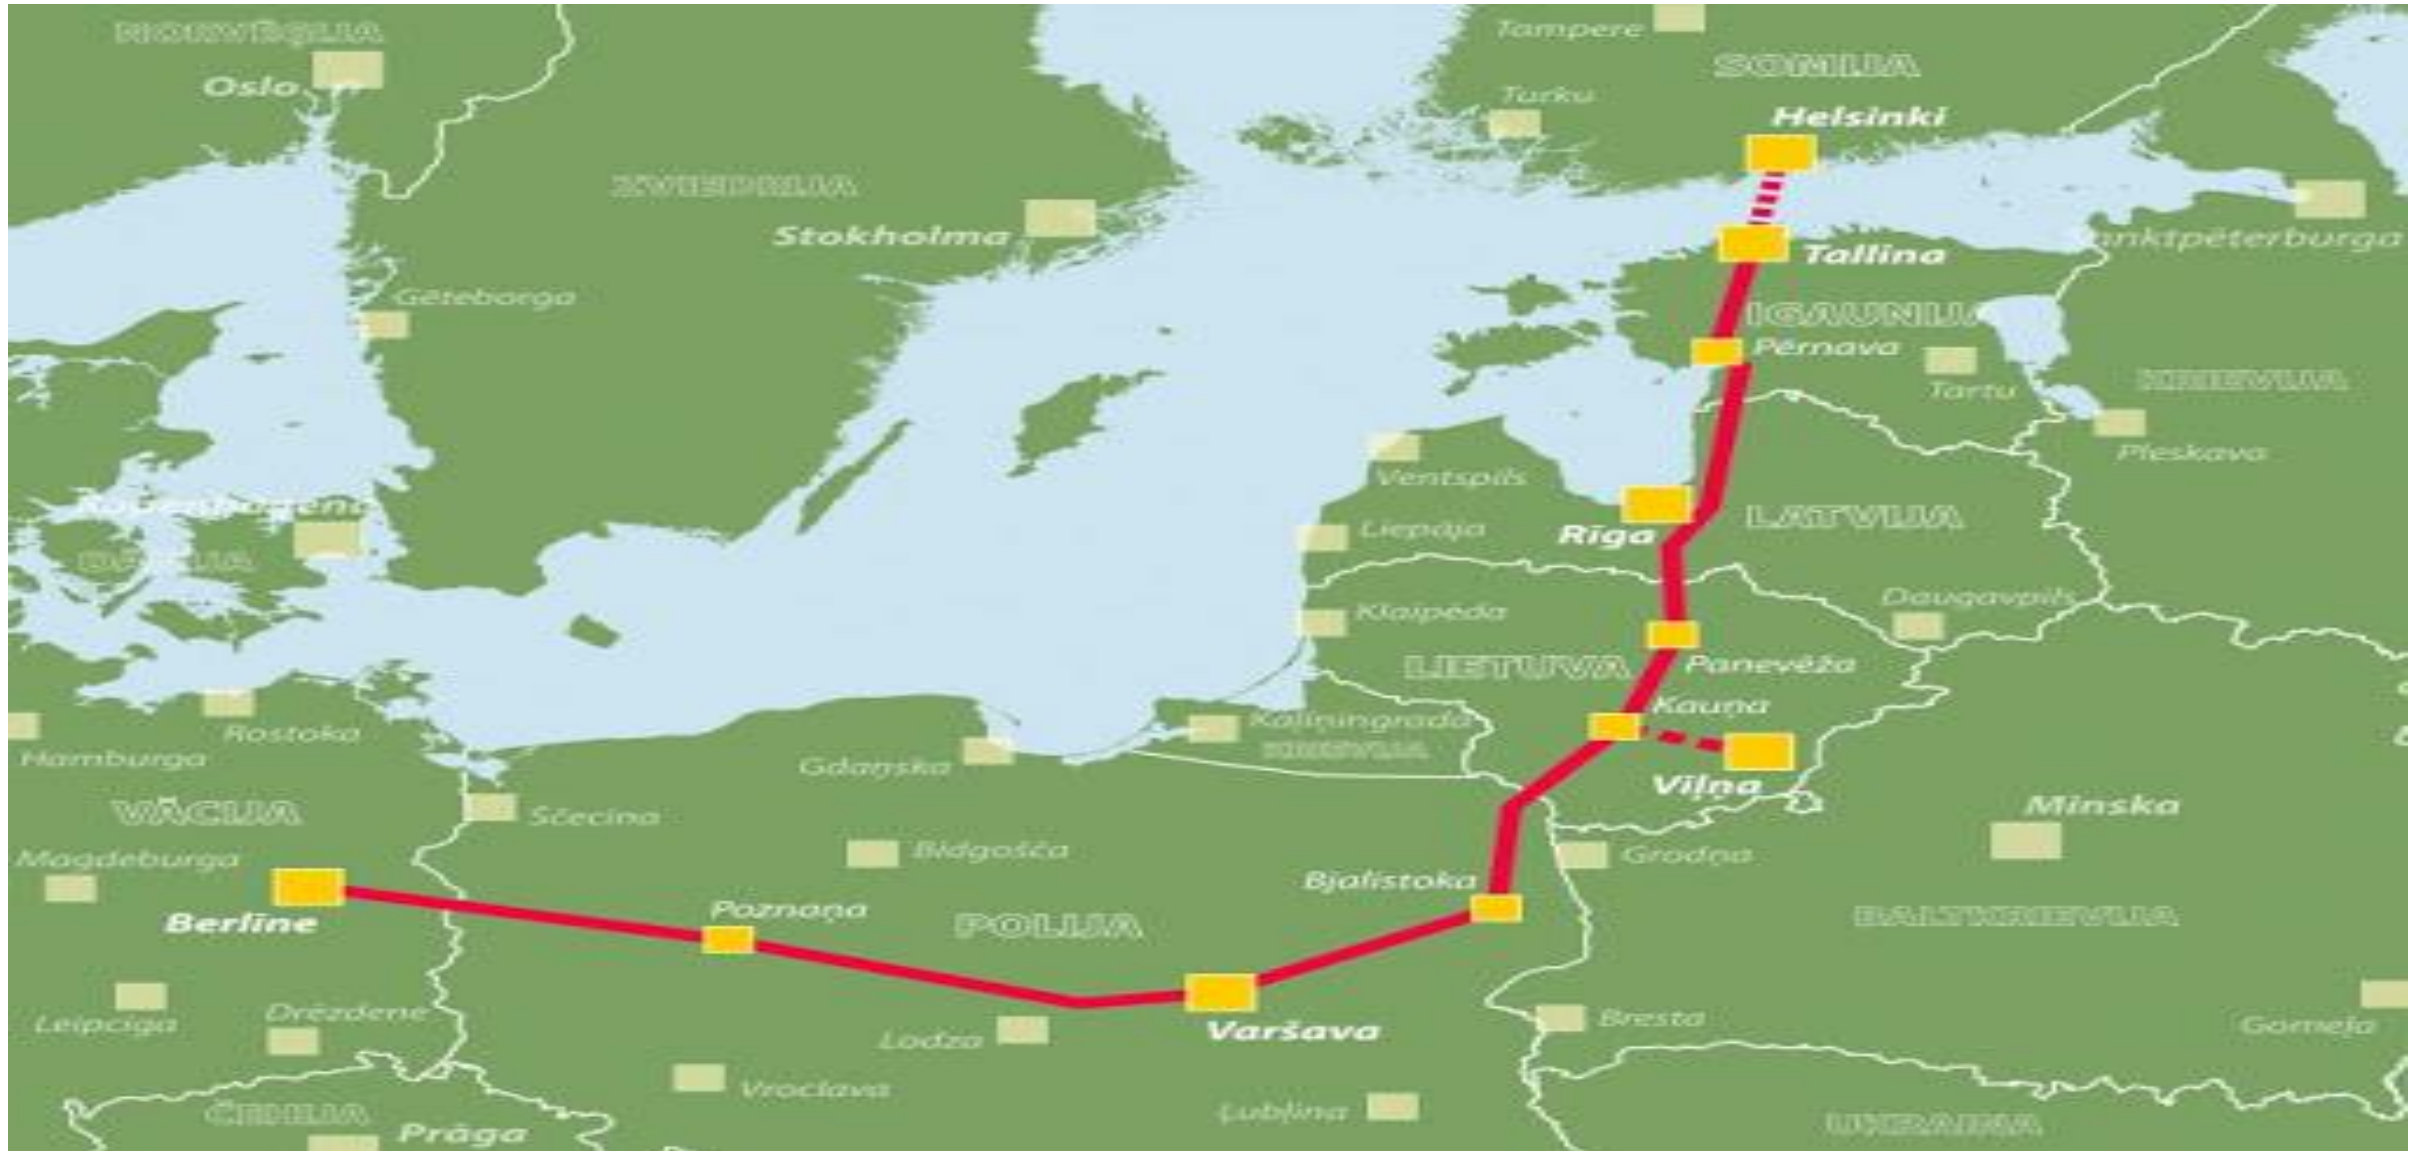 NORVĒĢIJA
Oslo
Tampere
SOMIJA
Turku
Helsinki
ZVIEDRIJA
Stokholma
anktpēterburga
Tallina
Gēteborga
IGAUNIJA
Pērnava
Tartu
KRIEVIJA
Pleskava
Ventspils
LATVIJA
Liepāja
Rīga
Klaipēda
Daugavpils
LIETUVA
Panevēža
Kauņa
Kaļiņingrada
KRIEVIJA
Rostoka
Hamburga
Gdaņska
Viļņa
VĀCIJA
Ščecina
Minska
Magdeburga
Bidgošča
Grodņa
Bjalistoka
Berlīne
Poznaņa
POLIJA
BALTKRIEVIJA
Leipciga
Drēzdene
Lodza
Varšava
Bresta
Gomeļa
Vroclava
Ļubļina
ČEHIJA
Prāga
UKRAINA